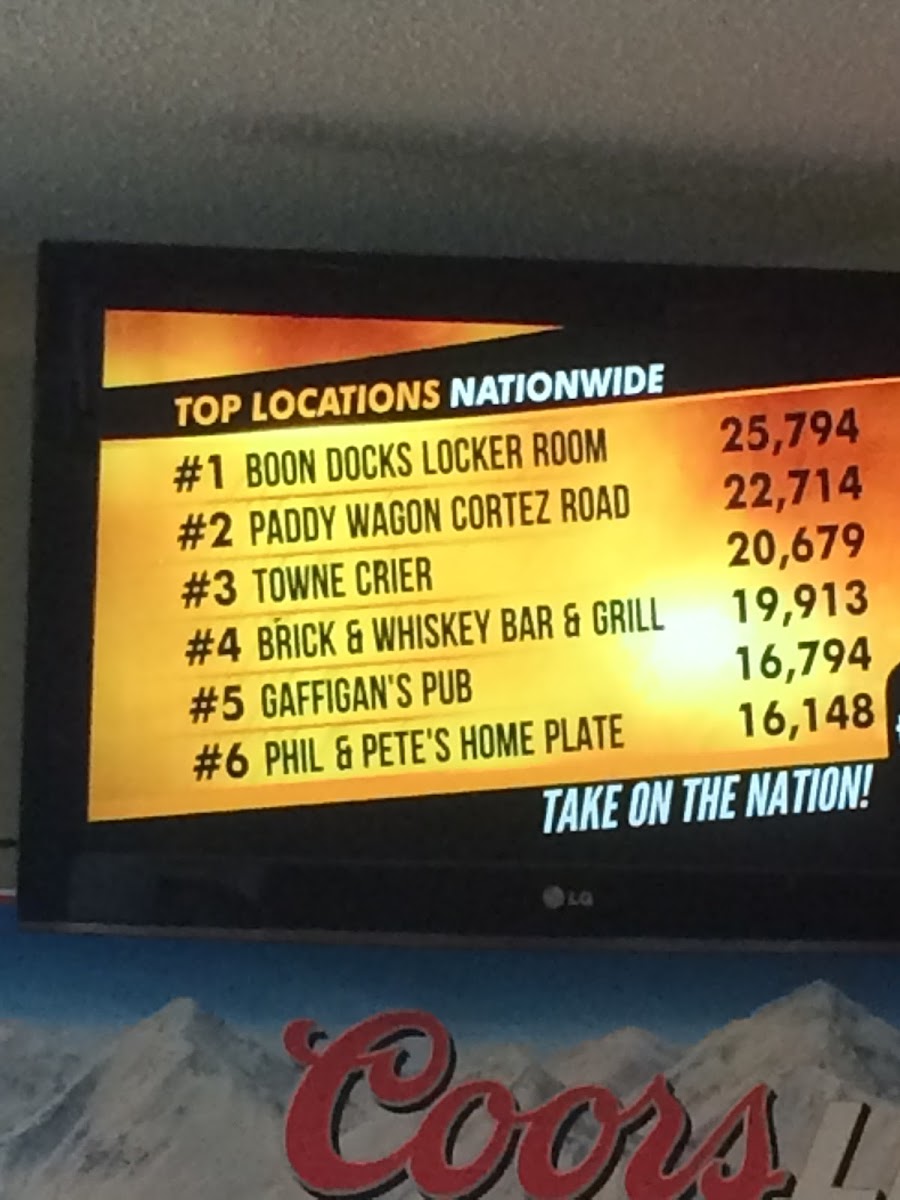 TOP LOCATIONS NATIONWIDE
#1 BOON DOCKS LOCKER ROOM 25,794
#2 PADDY WAGON CORTEZ ROAD 22,714
#3 TOWNE CRIER 20,679
#4 BRICK & WHISKEY BAR & GRILL 19,913
#5 GAFFIGAN'S PUB 16,794
#6 PHIL & PETE'S HOME PLATE 16,148
TAKE ON THE NATION!
LG
Coors L